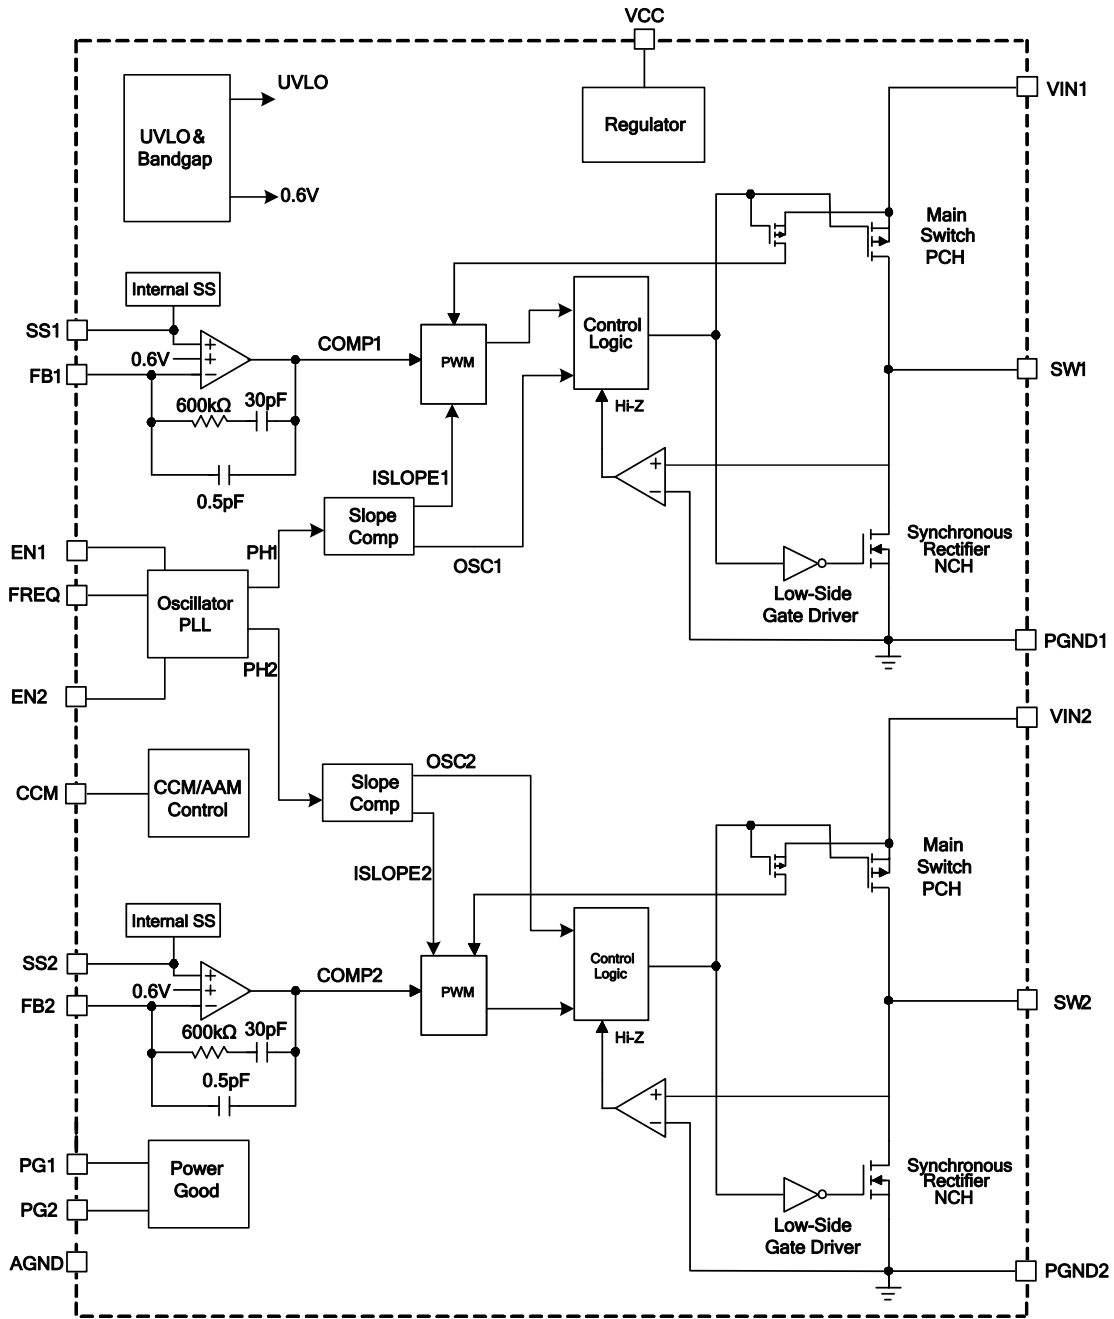 VCC
UVLO
UVLO &
Bandgap
0.6V
Regulator
VIN1
Main
Switch
PCH
Internal SS
SS1
0.6V
FB1
600kΩ
30pF
0.5pF
COMP1
PWM
Control
Logic
Hi-Z
SW1
ISLOPE1
Slope
Comp
OSC1
PH1
EN1
FREQ
Oscillator
PLL
EN2
PH2
Synchronous
Rectifier
NCH
Low-Side
Gate Driver
PGND1
VIN2
CCM
CCM/AAM
Control
Slope
Comp
OSC2
ISLOPE2
Main
Switch
PCH
Internal SS
SS2
0.6V
FB2
600kΩ
30pF
0.5pF
COMP2
PWM
Control
Logic
Hi-Z
SW2
PG1
PG2
Power
Good
AGND
Synchronous
Rectifier
NCH
Low-Side
Gate Driver
PGND2